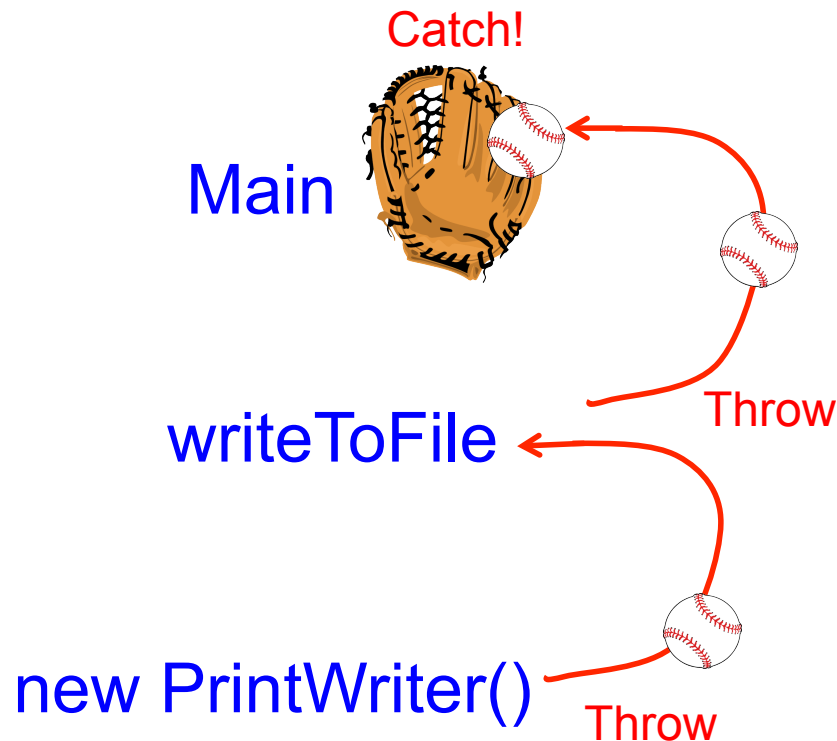 Catch!
Main
Throw
writeToFile
new PrintWriter()
Throw